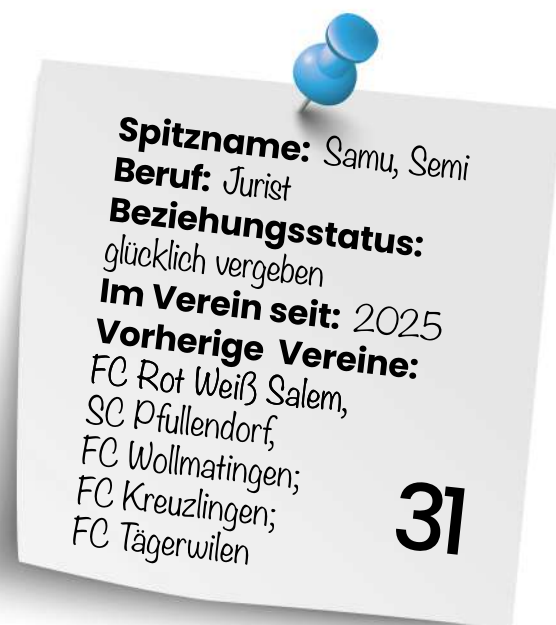 Spitzname: Samu, Semi
Beruf: Jurist
Beziehungsstatus:
glücklich vergeben
Im Verein seit: 2025
Vorherige Vereine:
FC Rot Weiß Salem,
SC Pfullendorf,
FC Wollmatingen;
FC Kreuzlingen;
FC Tägerwilen
31